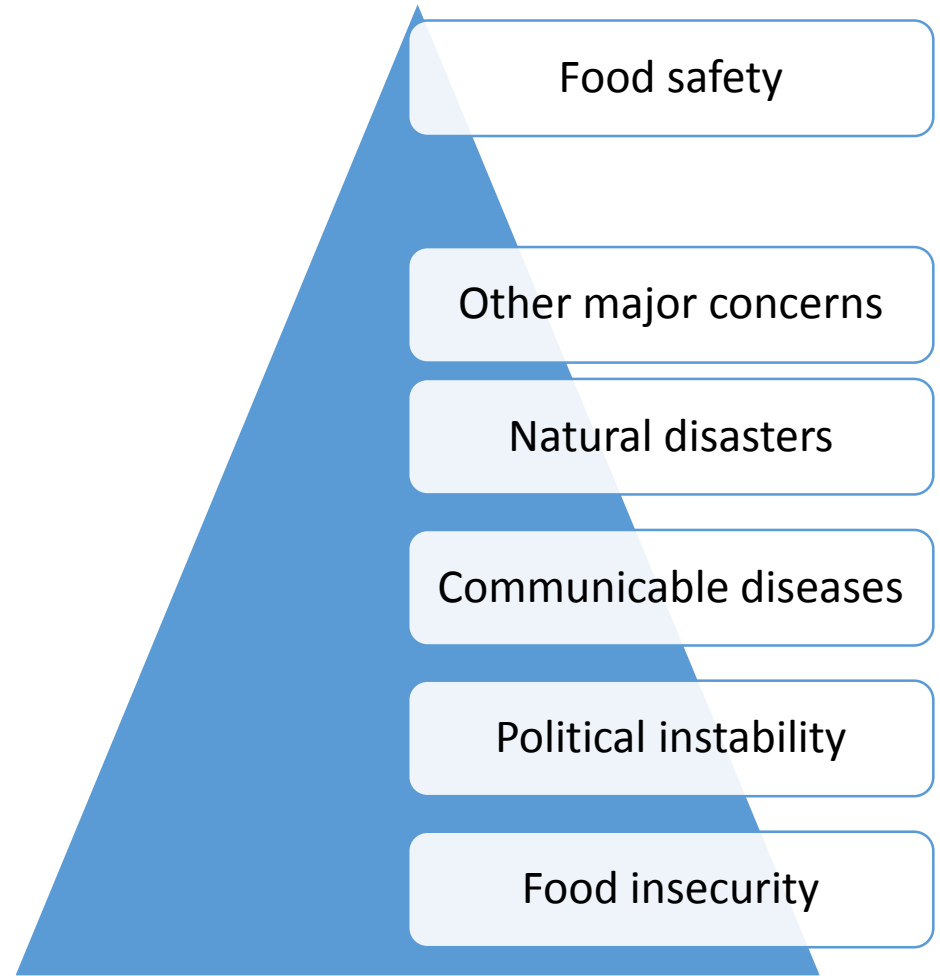 Food safety
Other major concerns
Natural disasters
Communicable diseases
Political instability
Food insecurity